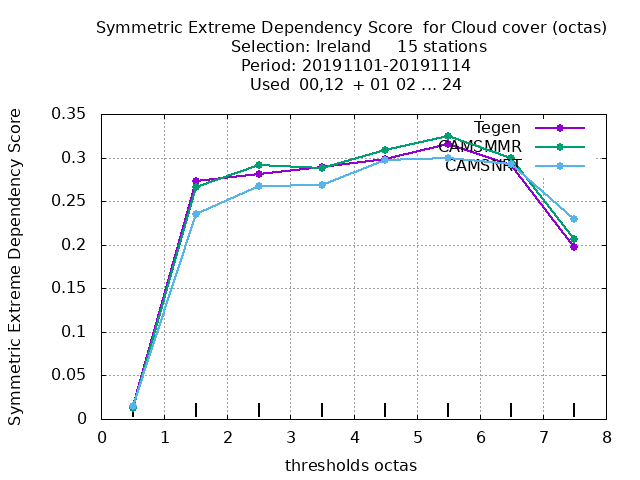 Symmetric Extreme Dependency Score for Cloud cover (octas)
Selection: Ireland 15 stations
Period: 20191101-20191114
Used 00,12 + 01 02 ... 24
Symmetric Extreme Dependency Score
0.35
0.3
0.25
0.2
0.15
0.1
0.05
0
Tegen
CAMSMMR
CAMSNRT
0 1 2 3 4 5 6 7 8
thresholds octas